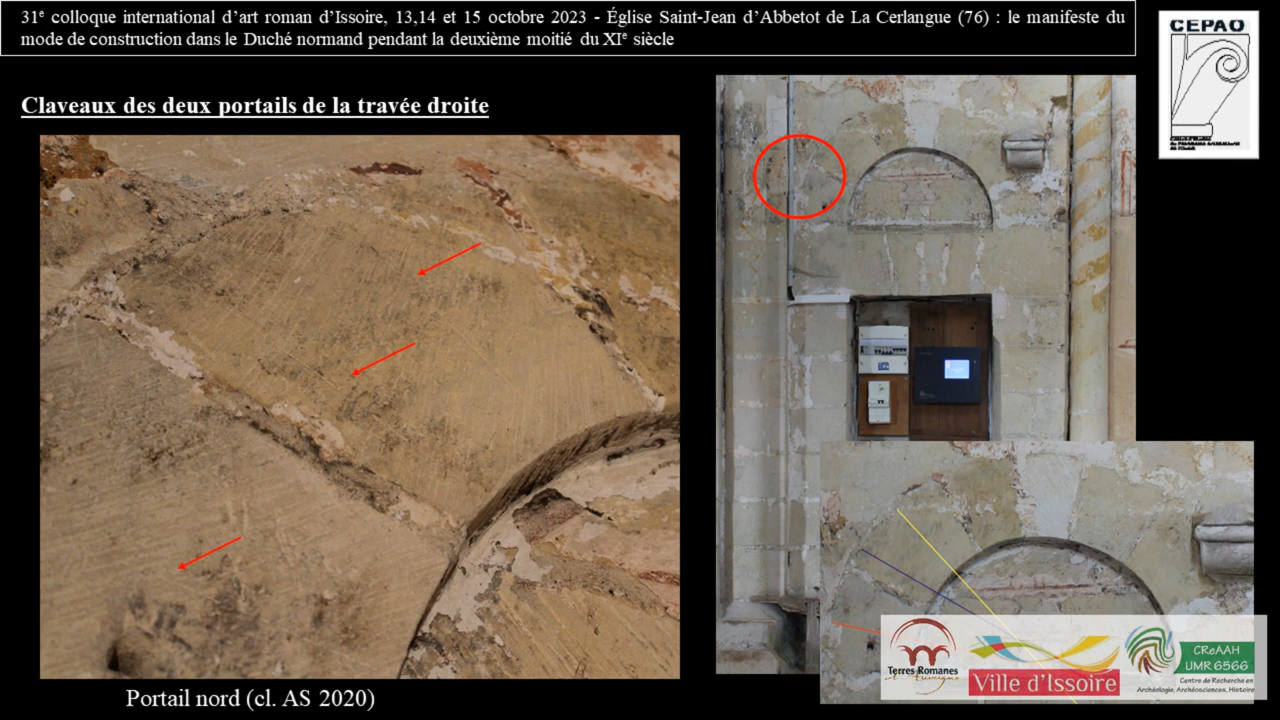 31e colloque international d'art roman d'Issoire, 13,14 et 15 octobre 2023 - Église Saint-Jean d'Abbetot de La Cerlangue (76) : le manifeste du
mode de construction dans le Duché normand pendant la deuxième moitié du XIe siècle
CEPAO
Claveaux des deux portails de la travée droite
Portail nord (cl. AS 2020)
Terres Romanes
d'Auvergne
Ville d'Issoire
CReAAH
UMR 6566
Centre de Recherche en
Archéologie, Archéosciences, Histoire